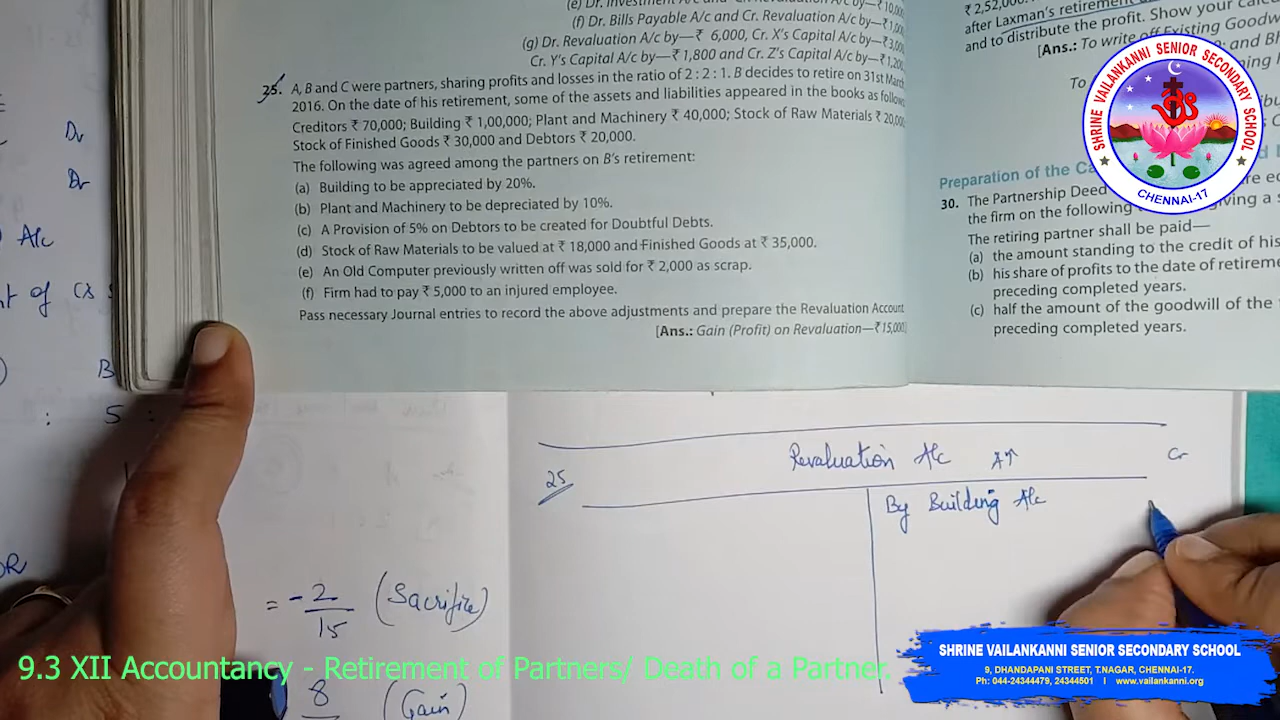 (f) Dr. Bills Payable A/c and Cr. Revaluation A/c by—₹ 1,000
(g) Dr. Revaluation A/c by—₹ 6,000, Cr. X's Capital A/c by—₹ 3,000
Cr. Y's Capital A/c by—₹ 1,800 and Cr. Z's Capital A/c by—₹ 1,200
25. A, B and C were partners, sharing profits and losses in the ratio of 2 : 2 : 1. B decides to retire on 31st March
2016. On the date of his retirement, some of the assets and liabilities appeared in the books as follows
Creditors ₹ 70,000; Building ₹ 1,00,000; Plant and Machinery ₹ 40,000; Stock of Raw Materials ₹ 20,000
Stock of Finished Goods ₹ 30,000 and Debtors ₹ 20,000.
The following was agreed among the partners on B's retirement:
(a) Building to be appreciated by 20%.
(b) Plant and Machinery to be depreciated by 10%.
(c) A Provision of 5% on Debtors to be created for Doubtful Debts.
(d) Stock of Raw Materials to be valued at ₹ 18,000 and Finished Goods at ₹ 35,000.
(e) An Old Computer previously written off was sold for ₹ 2,000 as scrap.
(f) Firm had to pay ₹ 5,000 to an injured employee.
Pass necessary Journal entries to record the above adjustments and prepare the Revaluation Account
[Ans.: Gain (Profit) on Revaluation—₹ 15,000]
after Laxman's retirement
and to distribute the profit. Show your
[Ans.: To write off Existing
To
Preparation of the
30. The Partnership Deed
the firm on the following
The retiring partner shall be paid—
(a) the amount standing to the credit of his
(b) his share of profits to the date of
preceding completed years.
(c) half the amount of the goodwill of the
preceding completed years.
SHRINE VAILANKANNI SENIOR SECONDARY SCHOOL
CHENNAI-17
Dr
Dr
A/c
B
: 5 :
25
Revaluation A/c A↑ Cr
By Building A/c
= -2/15 (Sacrifice)
8 (Gain)
9.3 XII Accountancy - Retirement of Partners/ Death of a Partner.
SHRINE VAILANKANNI SENIOR SECONDARY SCHOOL
9, DHANDAPANI STREET, T.NAGAR, CHENNAI-17.
Ph: 044-24344479, 24344501 I www.vailankanni.org